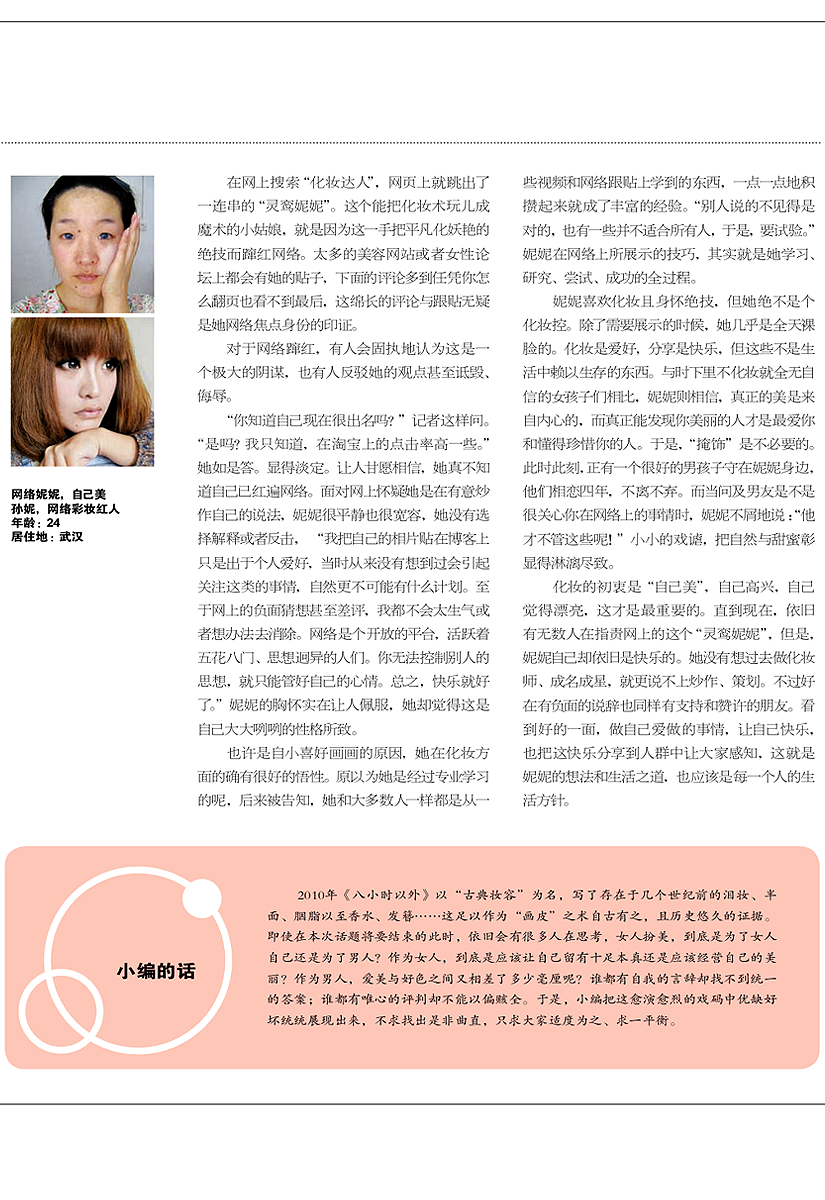 网络妮妮，自己美
孙妮，网络彩妆红人
年龄：24
居住地：武汉
在网上搜索“化妆达人”，网页上就跳出了
一连串的“灵鸾妮妮”。这个能把化妆术玩儿成
魔术的小姑娘，就是因为这一手把平凡化妖艳的
绝技而蹿红网络。太多的美容网站或者女性论
坛上都会有她的贴子，下面的评论多到任凭你怎
么翻页也看不到最后，这绵长的评论与跟贴无疑
是她网络焦点身份的印证。
对于网络蹿红，有人会固执地认为这是一
个极大的阴谋，也有人反驳她的观点甚至诋毁、
侮辱。
“你知道自己现在很出名吗？”记者这样问。
“是吗？我只知道，在淘宝上的点击率高一些。”
她如是答。显得淡定。让人甘愿相信，她真不知
道自己已红遍网络。面对网上怀疑她是在有意炒
作自己的说法，妮妮很平静也很宽容，她没有选
择解释或者反击，“我把自己的相片贴在博客上
只是出于个人爱好，当时从来没有想到过会引起
关注这类的事情，自然更不可能有什么计划。至
于网上的负面猜想甚至差评，我都不会太生气或
者想办法去消除。网络是个开放的平台，活跃着
五花八门、思想迥异的人们。你无法控制别人的
思想，就只能管好自己的心情。总之，快乐就好
了。”妮妮的胸怀实在让人佩服，她却觉得这是
自己大大咧咧的性格所致。
也许是自小喜好画画的原因，她在化妆方
面的确有很好的悟性。原以为她是经过专业学习
的呢，后来被告知，她和大多数人一样都是从一
些视频和网络跟贴上学到的东西，一点一点地积
攒起来就成了丰富的经验。“别人说的不见得是
对的，也有一些并不适合所有人，于是，要试验。”
妮妮在网络上所展示的技巧，其实就是她学习、
研究、尝试、成功的全过程。
妮妮喜欢化妆且身怀绝技，但她绝不是个
化妆控。除了需要展示的时候，她几乎是全天裸
脸的。化妆是爱好，分享是快乐，但这些不是生
活中赖以生存的东西。与时下里不化妆就全无自
信的女孩子们相比，妮妮则相信，真正的美是来
自内心的，而真正能发现你美丽的人才是最爱你
和懂得珍惜你的人。于是，“掩饰”是不必要的。
此时此刻，正有一个很好的男孩子守在妮妮身边，
他们相恋四年，不离不弃。而当问及男友是不是
很关心你在网络上的事情时，妮妮不屑地说：“他
才不管这些呢！”小小的戏谑，把自然与甜蜜彰
显得淋漓尽致。
化妆的初衷是“自己美”，自己高兴，自己
觉得漂亮，这才是最重要的。直到现在，依旧
有无数人在指责网上的这个“灵鸾妮妮”，但是，
妮妮自己却依旧是快乐的。她没有想过去做化妆
师、成名成星，就更说不上炒作、策划。不过好
在有负面的说辞也同样有支持和赞许的朋友。看
到好的一面，做自己爱做的事情，让自己快乐，
也把这快乐分享到人群中让大家感知，这就是
妮妮的想法和生活之道，也应该是每一个人的生
活方针。
小编的话
2010年《八小时以外》以“古典妆容”为名，写了存在于几个世纪前的泪妆、半
面、胭脂以至香水、发簪……这足以作为“画皮”之术自古有之，且历史悠久的证据。
即使在本次话题将要结束的此时，依旧会有很多人在思考，女人扮美，到底是为了女人
自己还是为了男人？作为女人，到底是应该让自己留有十足本真还是应该经营自己的美
丽？作为男人，爱美与好色之间又相差了多少毫厘呢？谁都有自我的言辞却找不到统一
的答案；谁都有唯心的评判却不能以偏赅全。于是，小编把这愈演愈烈的戏码中优缺好
坏统统展现出来，不求找出是非曲直，只求大家适度为之、求一平衡。